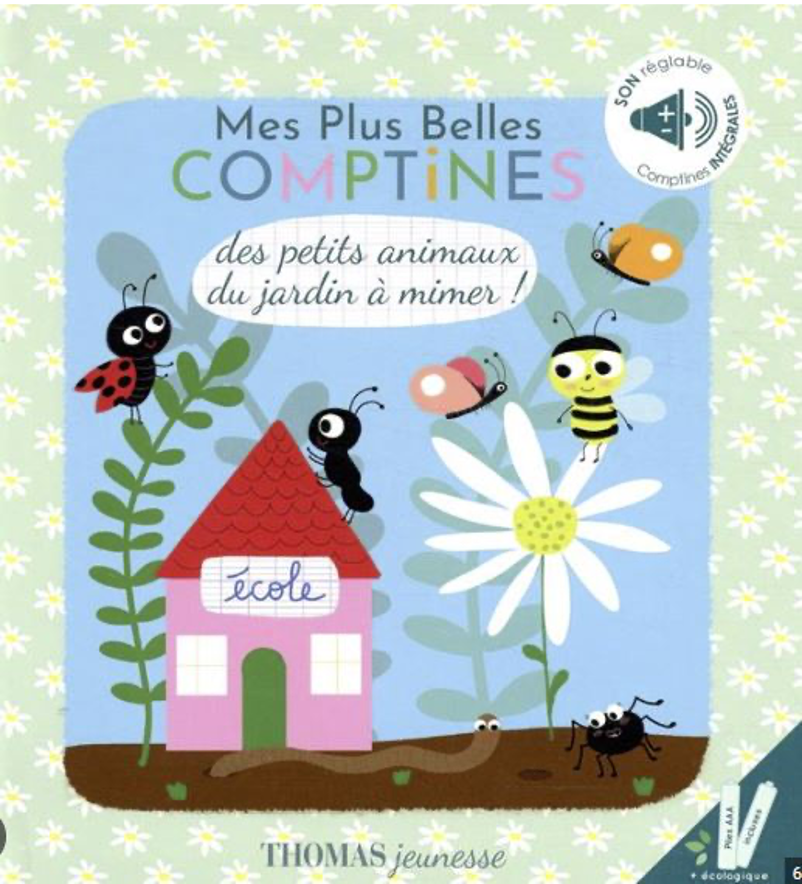 SON réglable
+
-
Comptines INTÉGRALES
Mes Plus Belles
COMPTiNES
des petits animaux
du jardin à mimer !
école
THOMAS jeunesse
Piles AAA
incluses
+ écologique
6